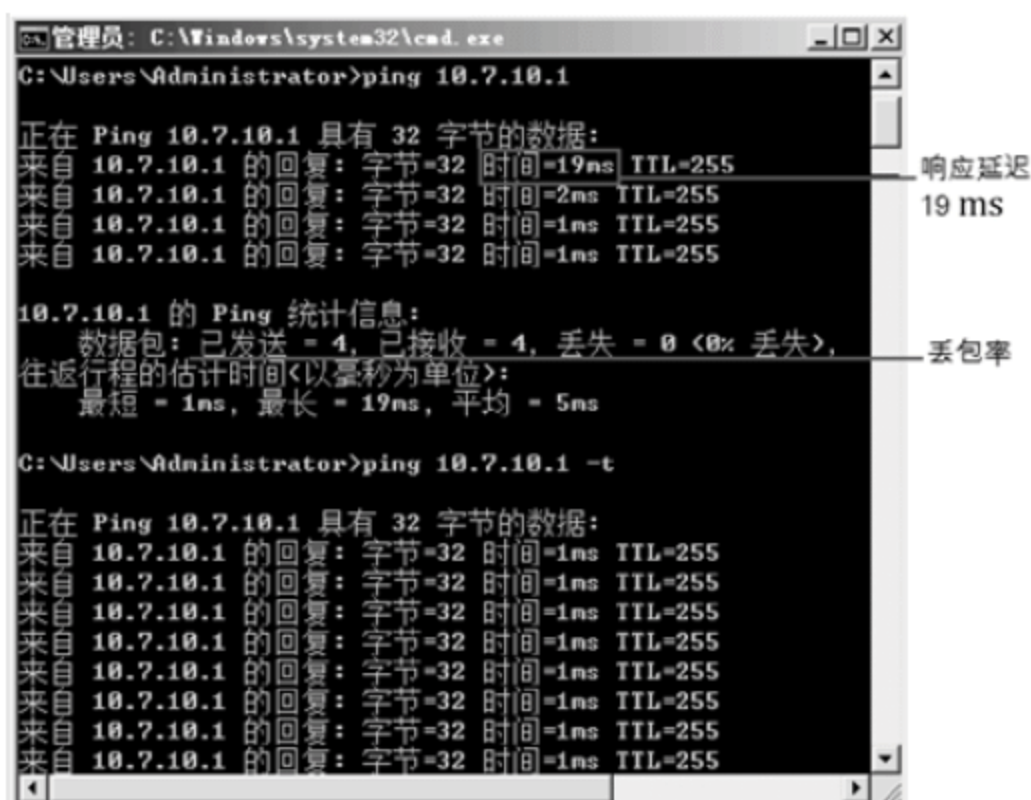 管理员: C:\Windows\system32\cmd.exe
C:\Users\Administrator>ping 10.7.10.1
正在 Ping 10.7.10.1 具有 32 字节的数据:
来自 10.7.10.1 的回复: 字节=32 时间=19ms TTL=255
来自 10.7.10.1 的回复: 字节=32 时间=2ms TTL=255
来自 10.7.10.1 的回复: 字节=32 时间=1ms TTL=255
来自 10.7.10.1 的回复: 字节=32 时间=1ms TTL=255
响应延迟
19 ms
10.7.10.1 的 Ping 统计信息:
数据包: 已发送 = 4, 已接收 = 4, 丢失 = 0 (0% 丢失),
丢包率
往返行程的估计时间(以毫秒为单位):
最短 = 1ms, 最长 = 19ms, 平均 = 5ms
C:\Users\Administrator>ping 10.7.10.1 -t
正在 Ping 10.7.10.1 具有 32 字节的数据:
来自 10.7.10.1 的回复: 字节=32 时间=1ms TTL=255
来自 10.7.10.1 的回复: 字节=32 时间=1ms TTL=255
来自 10.7.10.1 的回复: 字节=32 时间=1ms TTL=255
来自 10.7.10.1 的回复: 字节=32 时间=1ms TTL=255
来自 10.7.10.1 的回复: 字节=32 时间=1ms TTL=255
来自 10.7.10.1 的回复: 字节=32 时间=1ms TTL=255
来自 10.7.10.1 的回复: 字节=32 时间=1ms TTL=255
来自 10.7.10.1 的回复: 字节=32 时间=1ms TTL=255